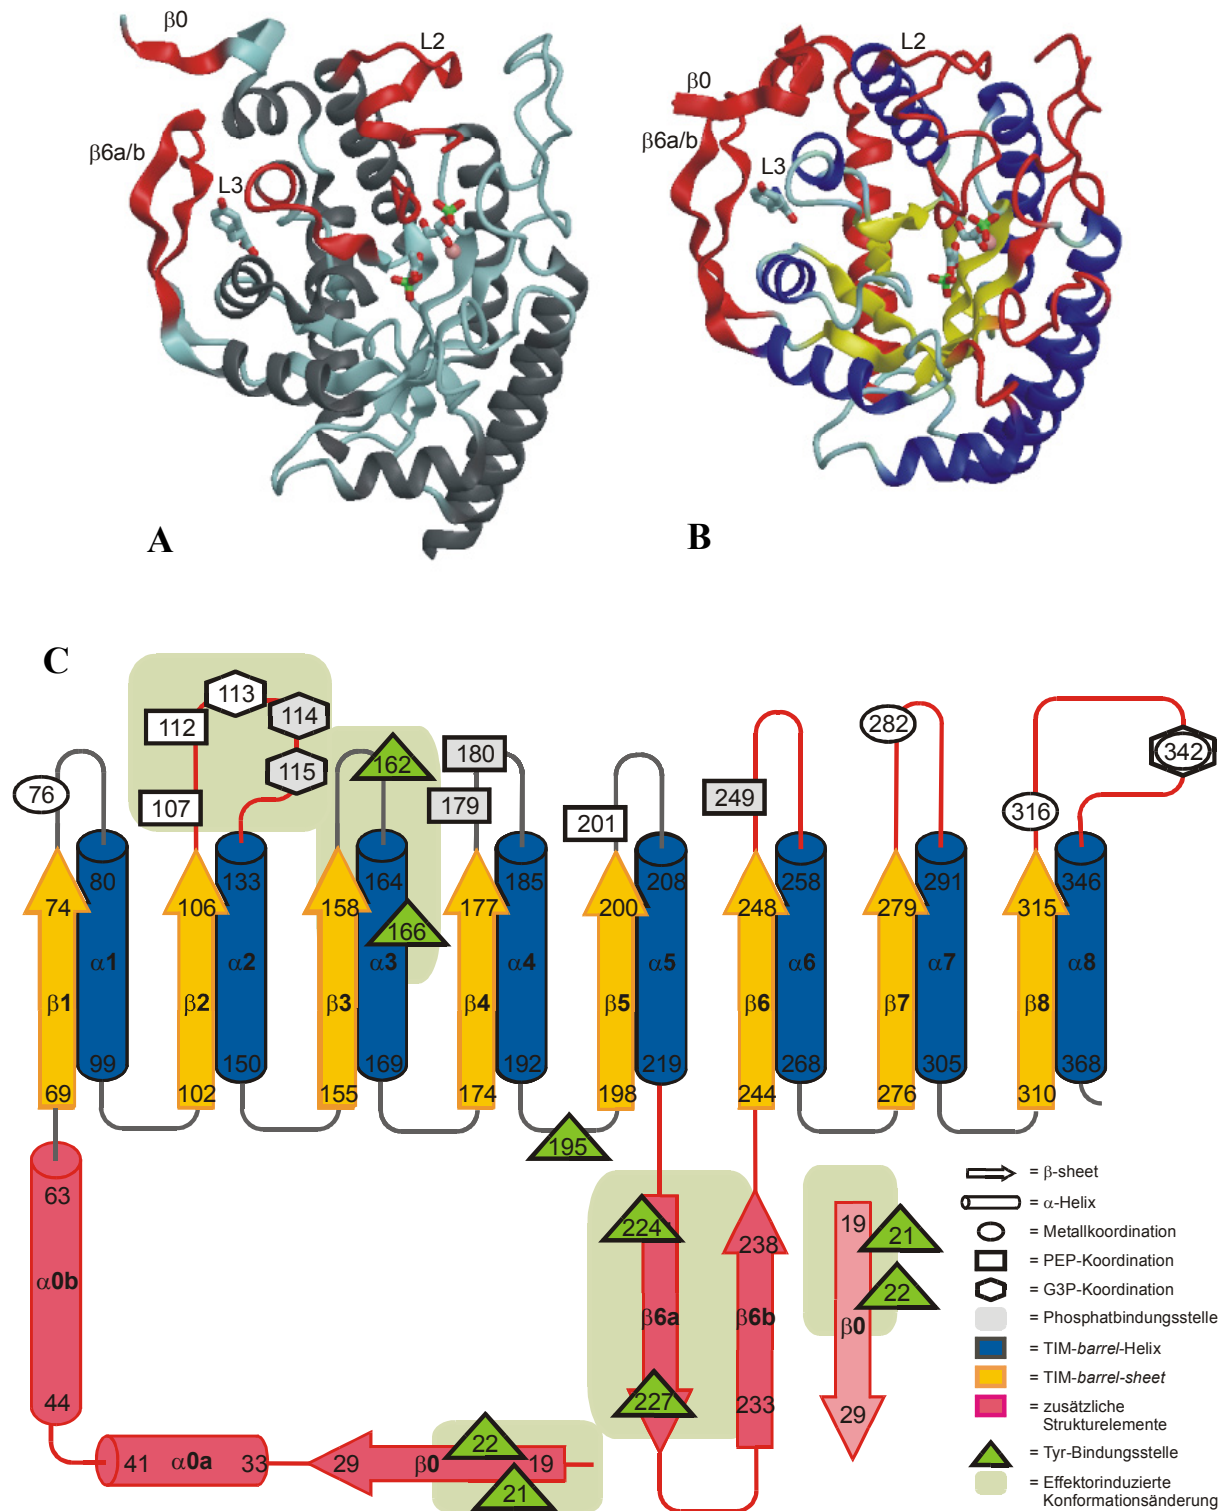 β0
L2
β6a/b
L3
A
L2
β0
β6a/b
L3
B
C
113
112
114
115
162
180
76
107
179
201
249
282
316
342
80
133
164
185
208
258
291
346
74
106
158
177
200
248
279
315
166
α1
α2
α3
α4
α5
α6
α7
α8
β1
β2
β3
β4
β5
β6
β7
β8
99
150
169
192
219
268
305
368
69
102
155
174
198
244
276
310
195
63
α0b
44
41
α0a
33
29
β0
22
19
21
224
β6a
227
238
β6b
233
19
21
22
β0
29
= β-sheet
= α-Helix
= Metallkoordination
= PEP-Koordination
= G3P-Koordination
= Phosphatbindungsstelle
= TIM-barrel-Helix
= TIM-barrel-sheet
= zusätzliche
Strukturelemente
= Tyr-Bindungsstelle
= Effektorinduzierte
Konformationsänderung